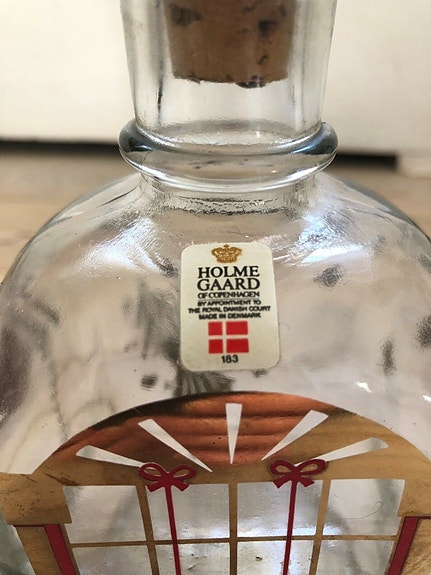 HOLME
GAARD
OF COPENHAGEN
BY APPOINTMENT TO
THE ROYAL DANISH COURT
MADE IN DENMARK
183